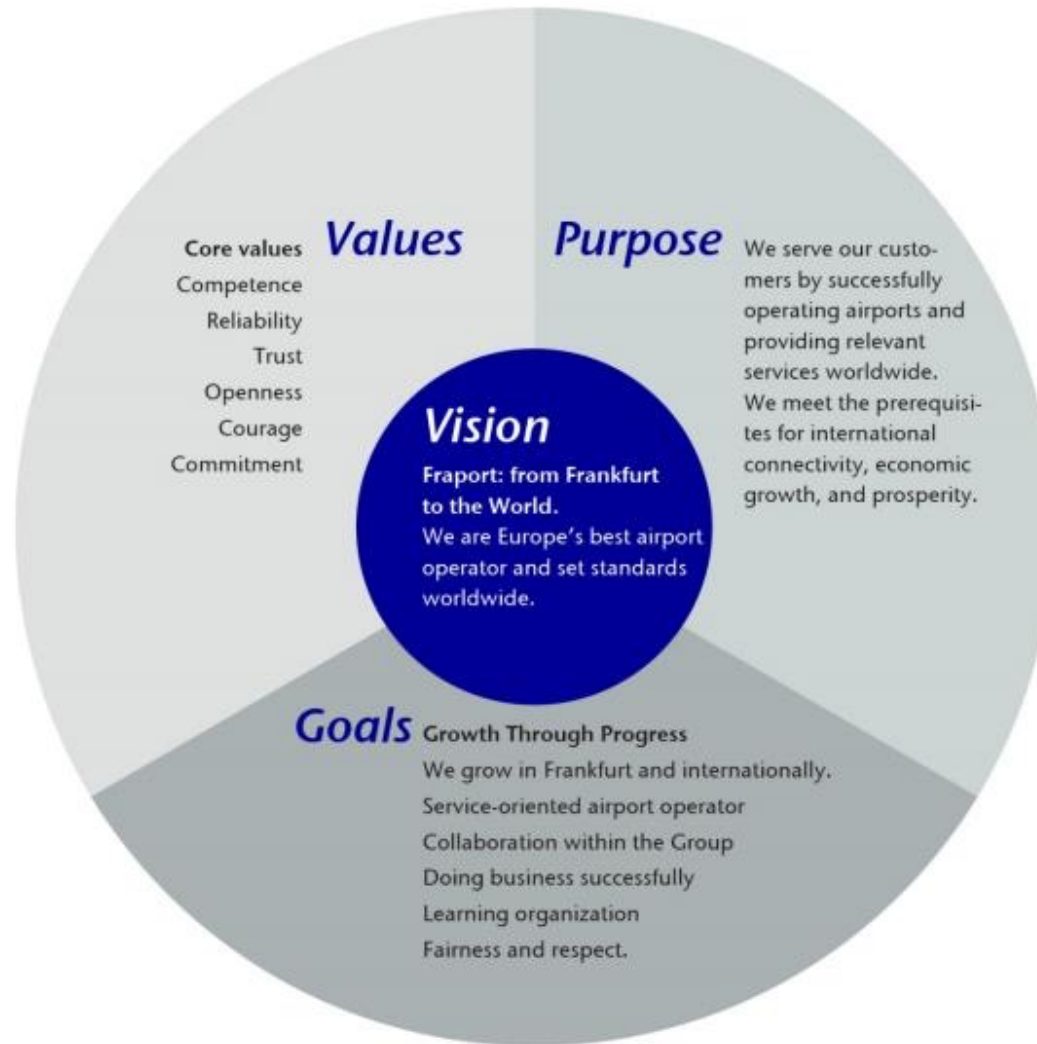 Values
Core values
Competence
Reliability
Trust
Openness
Courage
Commitment
Purpose
We serve our custo-
mers by successfully
operating airports and
providing relevant
services worldwide.
We meet the prerequisi-
tes for international
connectivity, economic
growth, and prosperity.
Vision
Fraport: from Frankfurt
to the World.
We are Europe's best airport
operator and set standards
worldwide.
Goals
Growth Through Progress
We grow in Frankfurt and internationally.
Service-oriented airport operator
Collaboration within the Group
Doing business successfully
Learning organization
Fairness and respect.